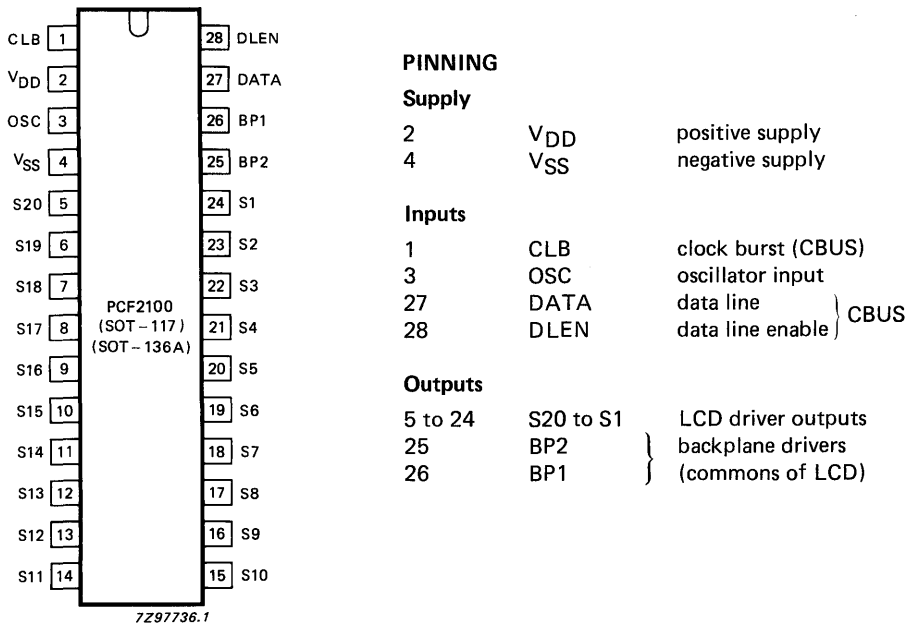 CLB 1 28 DLEN
VDD 2 27 DATA
OSC 3 26 BP1
VSS 4 25 BP2
S20 5 24 S1
S19 6 23 S2
S18 7 22 S3
S17 8 21 S4
S16 9 20 S5
S15 10 19 S6
S14 11 18 S7
S13 12 17 S8
S12 13 16 S9
S11 14 15 S10
PCF2100
(SOT-117)
(SOT-136A)
7Z97736.1
PINNING
Supply
2 VDD positive supply
4 VSS negative supply
Inputs
1 CLB clock burst (CBUS)
3 OSC oscillator input
27 DATA data line
28 DLEN data line enable
CBUS
Outputs
5 to 24 S20 to S1 LCD driver outputs
25 BP2 backplane drivers
26 BP1 (commons of LCD)